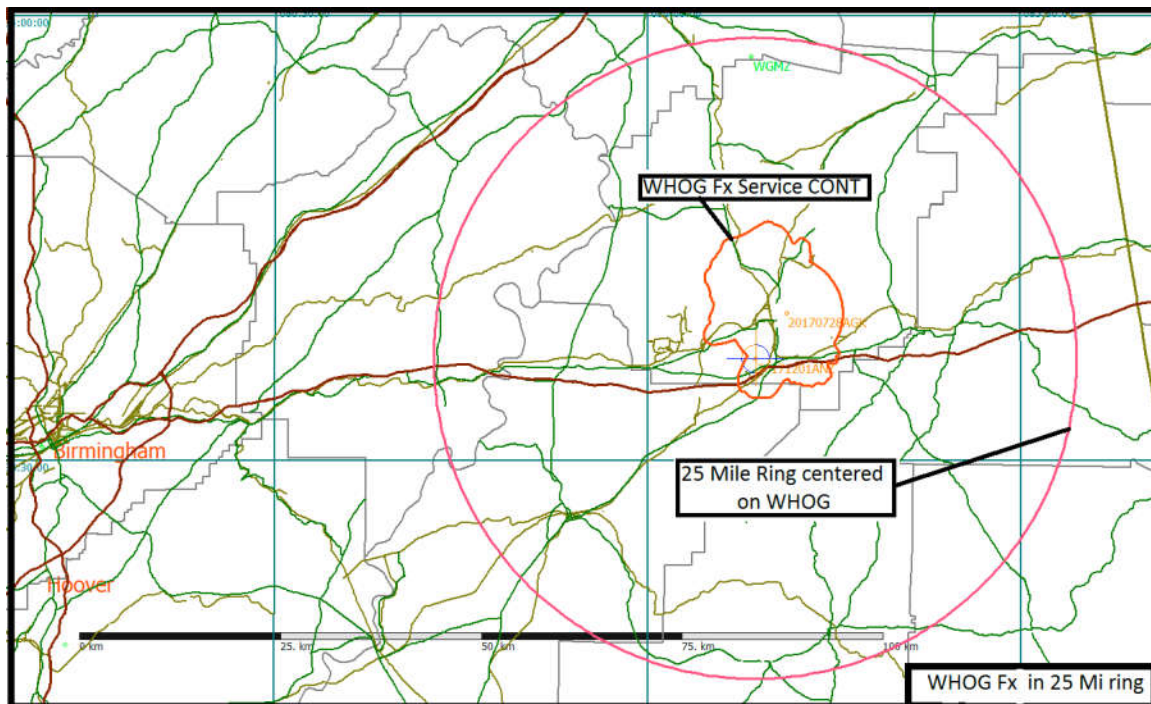 WGMZ
WHOG Fx Service CONT
20170728AGK
Birmingham
25 Mile Ring centered
on WHOG
Hoover
0 km
25. km
50. km
75. km
100 km
WHOG Fx in 25 Mi ring